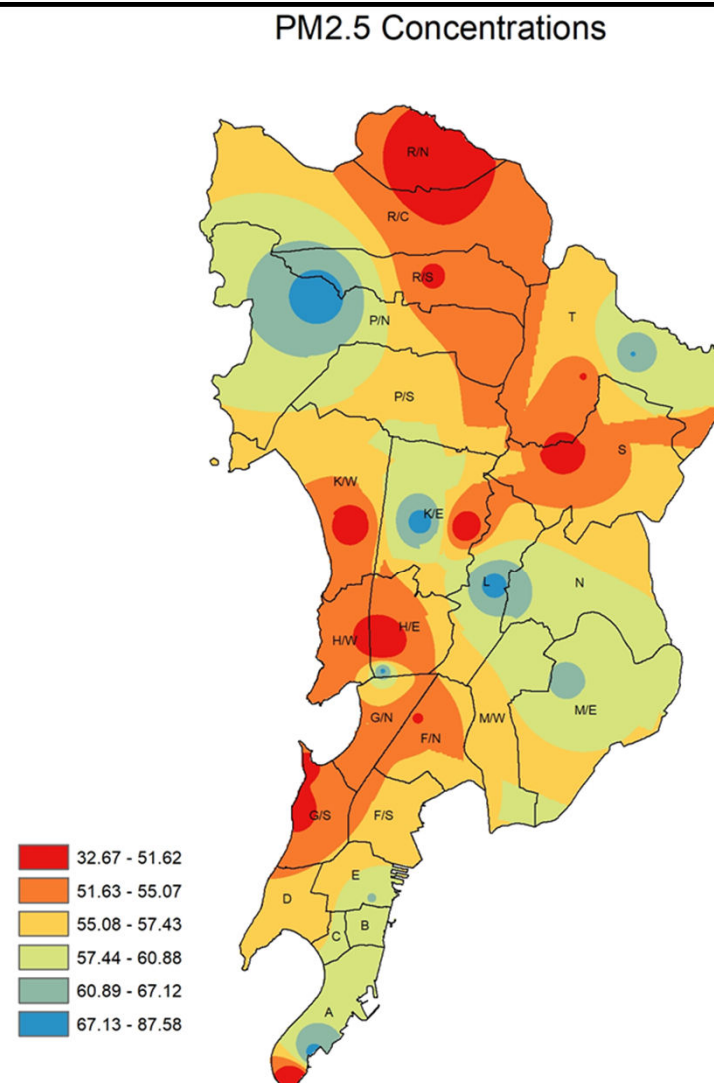 PM2.5 Concentrations
R/N
R/C
R/S
T
P/N
P/S
S
K/W
K/E
L
N
H/W
H/E
M/E
G/N
M/W
F/N
G/S
F/S
E
D
B
C
A
32.67 - 51.62
51.63 - 55.07
55.08 - 57.43
57.44 - 60.88
60.89 - 67.12
67.13 - 87.58